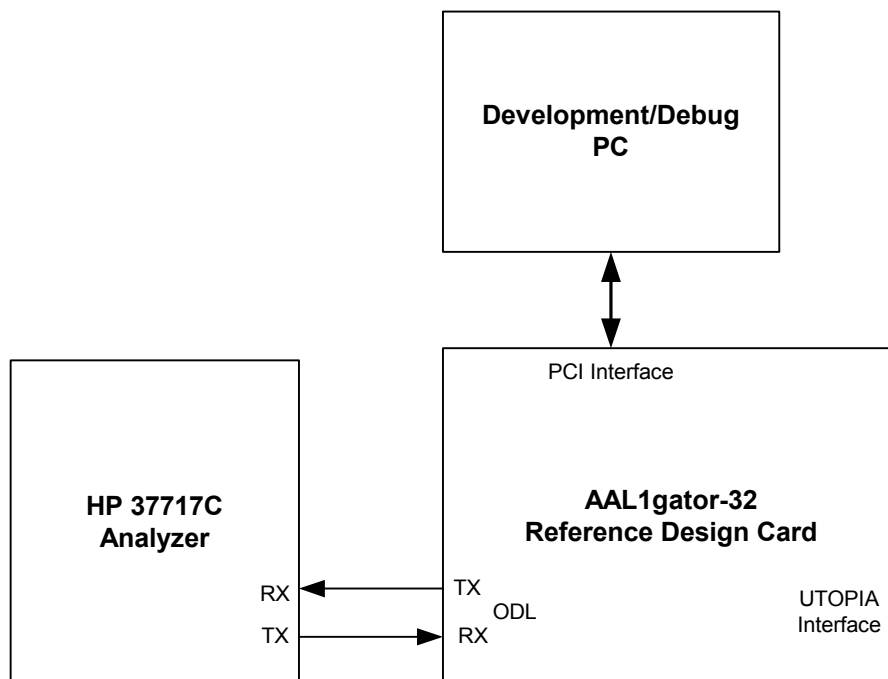 Development/Debug
PC
PCI Interface
HP 37717C
Analyzer
AAL1gator-32
Reference Design Card
RX
TX
TX
RX
ODL
UTOPIA
Interface